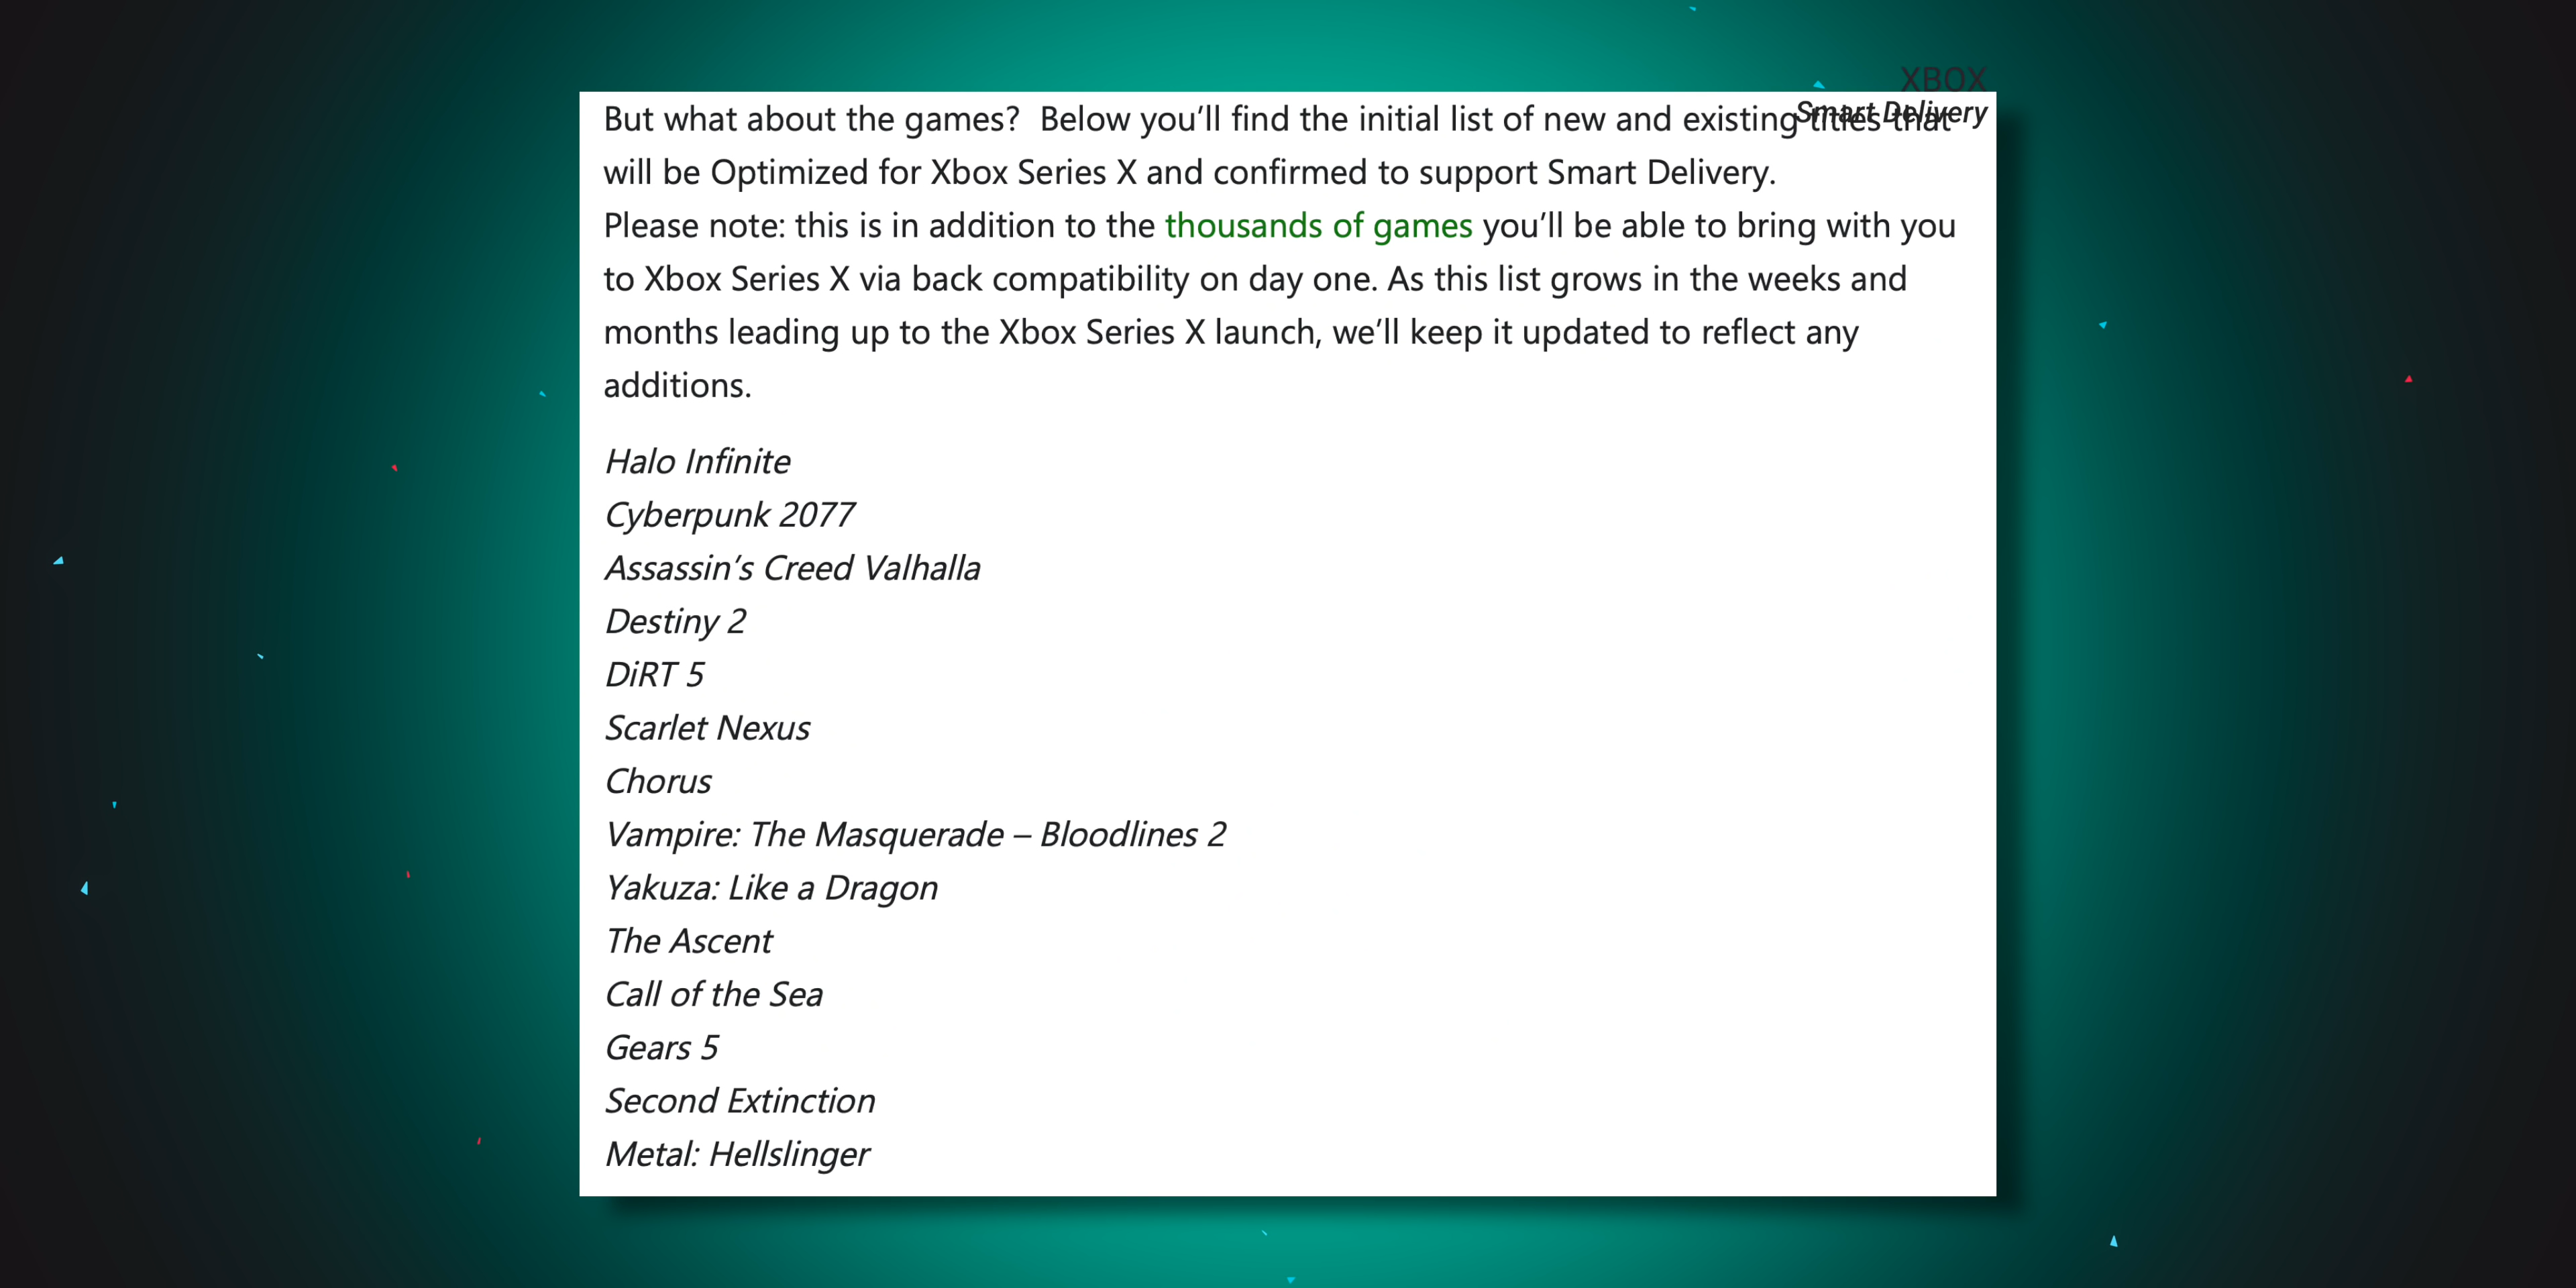 XBOX
Smart Delivery
But what about the games?  Below you’ll find the initial list of new and existing titles that
will be Optimized for Xbox Series X and confirmed to support Smart Delivery.
Please note: this is in addition to the thousands of games you’ll be able to bring with you
to Xbox Series X via back compatibility on day one. As this list grows in the weeks and
months leading up to the Xbox Series X launch, we’ll keep it updated to reflect any
additions.
Halo Infinite
Cyberpunk 2077
Assassin’s Creed Valhalla
Destiny 2
DiRT 5
Scarlet Nexus
Chorus
Vampire: The Masquerade – Bloodlines 2
Yakuza: Like a Dragon
The Ascent
Call of the Sea
Gears 5
Second Extinction
Metal: Hellslinger